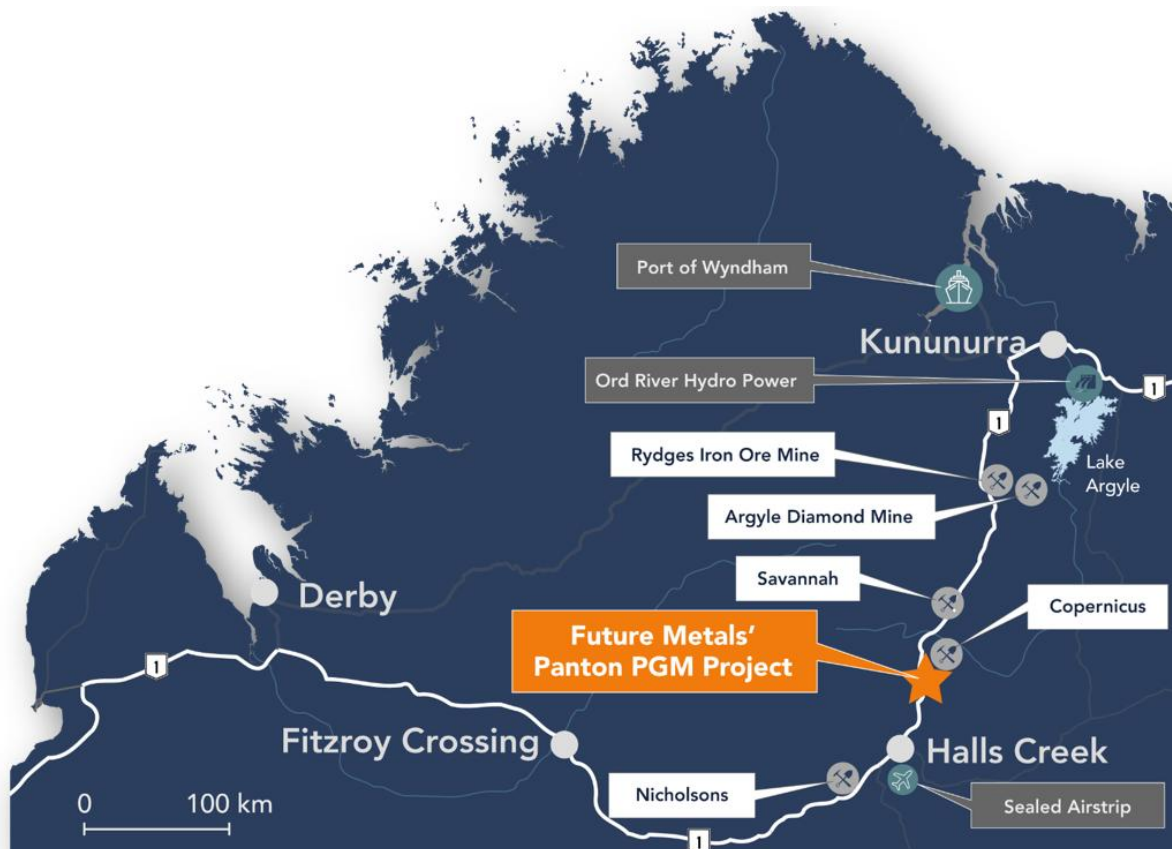 Port of Wyndham
Kununurra
Ord River Hydro Power
1
1
Rydges Iron Ore Mine
Lake
Argyle
Argyle Diamond Mine
Savannah
Copernicus
Derby
Future Metals'
Panton PGM Project
1
Fitzroy Crossing
Halls Creek
Nicholsons
Sealed Airstrip
0 100 km
1